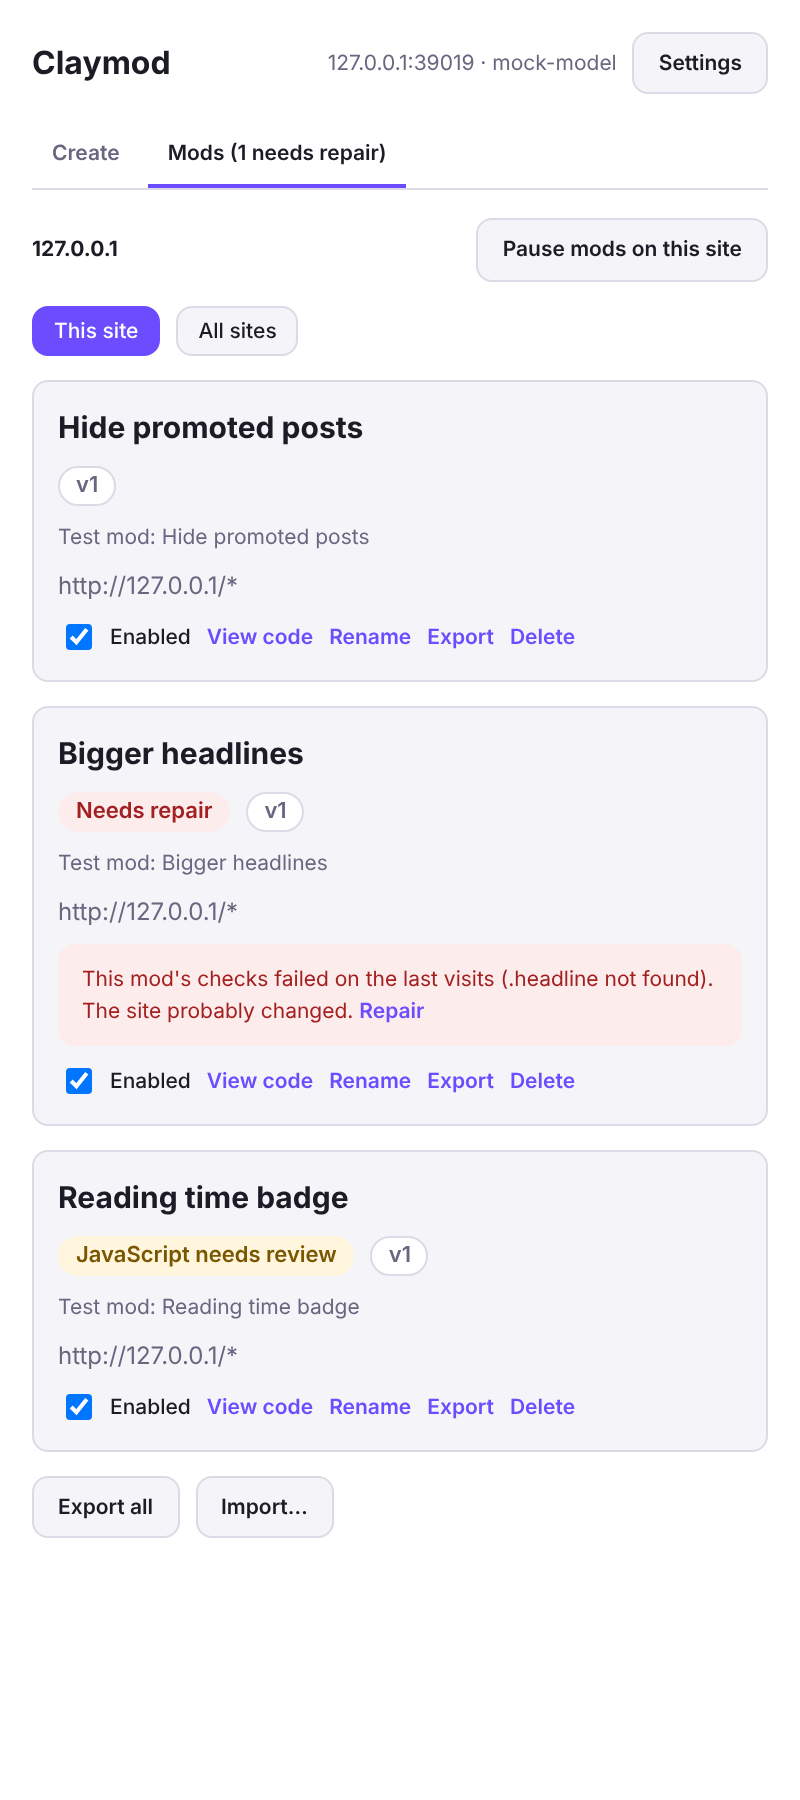 Claymod
127.0.0.1:39019 · mock-model
Settings
Create
Mods (1 needs repair)
127.0.0.1
Pause mods on this site
This site
All sites
Hide promoted posts
v1
Test mod: Hide promoted posts
http://127.0.0.1/*
Enabled View code Rename Export Delete
Bigger headlines
Needs repair v1
Test mod: Bigger headlines
http://127.0.0.1/*
This mod's checks failed on the last visits (.headline not found).
The site probably changed. Repair
Enabled View code Rename Export Delete
Reading time badge
JavaScript needs review v1
Test mod: Reading time badge
http://127.0.0.1/*
Enabled View code Rename Export Delete
Export all
Import...